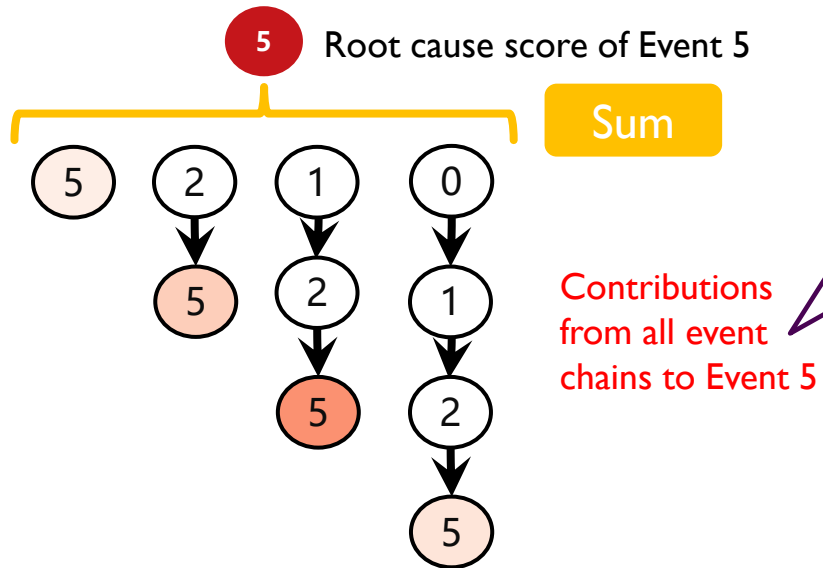 5 Root cause score of Event 5
Sum
5 2 1 0
5 2 1
Contributions
from all event
chains to Event 5
5 2
5